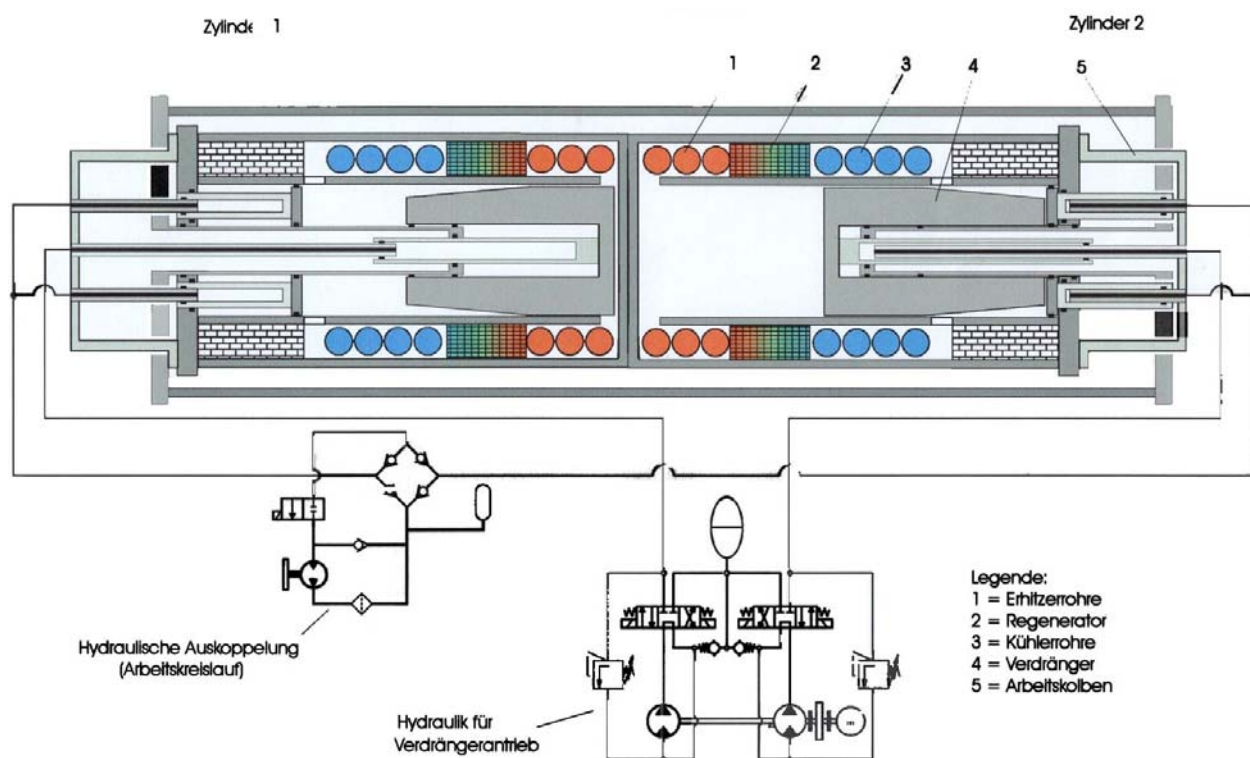 Zylinde 1
Zylinder 2
1
2
3
4
5
Hydraulische Auskoppelung
(Arbeitskreislauf)
Hydraulik für
Verdrängerantrieb
Legende:
1 = Erhitzerrohre
2 = Regenerator
3 = Kühlerrohre
4 = Verdränger
5 = Arbeitskolben